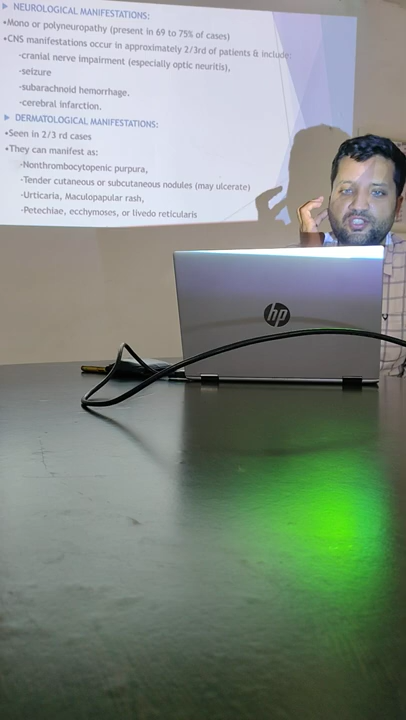 ► NEUROLOGICAL MANIFESTATIONS:
•Mono or polyneuropathy (present in 69 to 75% of cases)
•CNS manifestations occur in approximately 2/3rd of patients & include:
-cranial nerve impairment (especially optic neuritis),
-seizure
-subarachnoid hemorrhage.
-cerebral infarction.
► DERMATOLOGICAL MANIFESTATIONS:
•Seen in 2/3 rd cases
•They can manifest as:
-Nonthrombocytopenic purpura,
-Tender cutaneous or subcutaneous nodules (may ulcerate)
-Urticaria, Maculopapular rash,
-Petechiae, ecchymoses, or livedo reticularis
hp